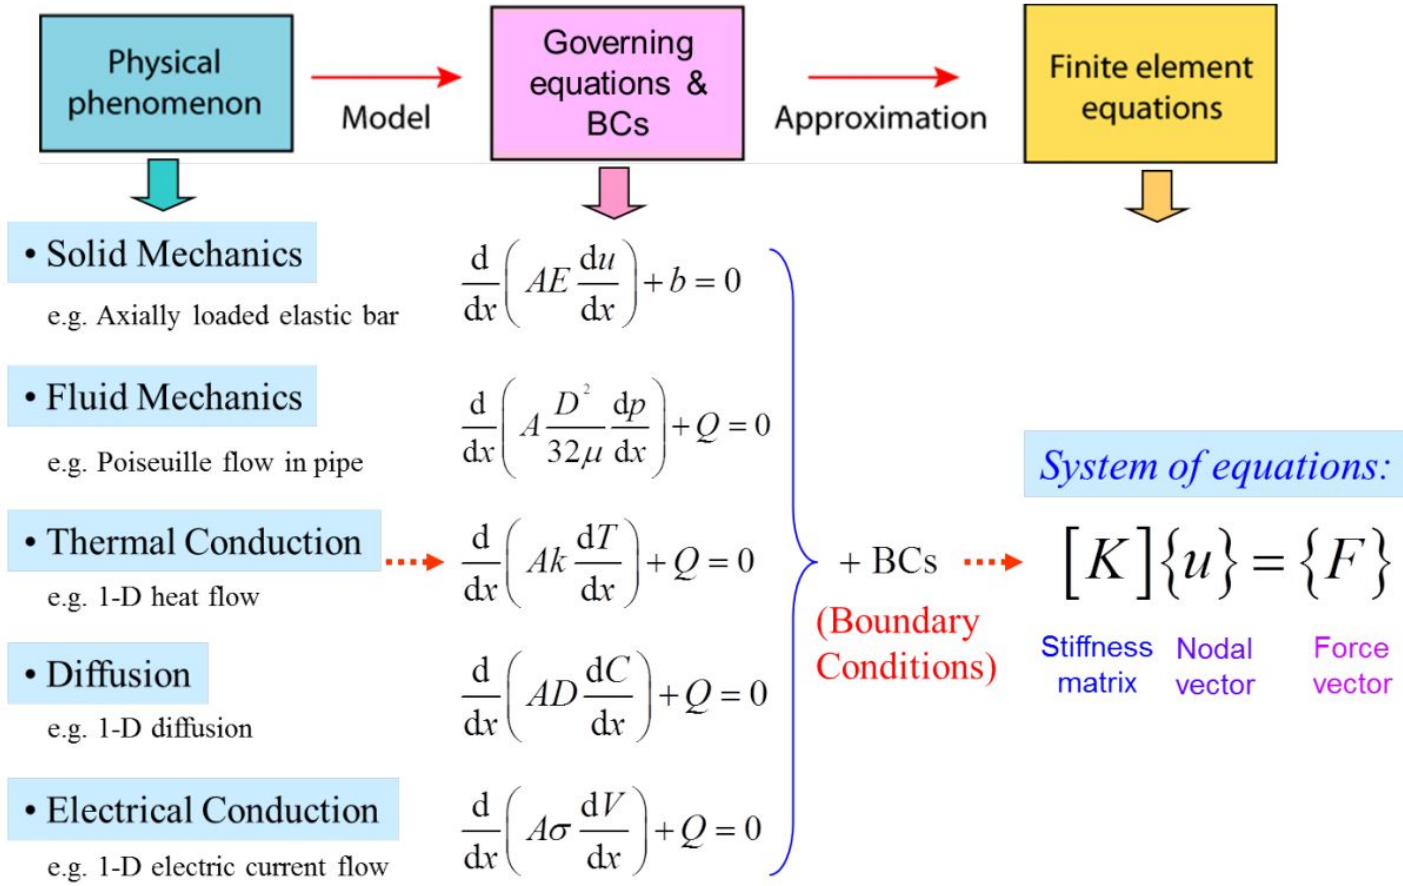 Physical
phenomenon
Model
Governing
equations &
BCs
Approximation
Finite element
equations
• Solid Mechanics
e.g. Axially loaded elastic bar
d/dx ( AE du/dx ) + b = 0
• Fluid Mechanics
e.g. Poiseuille flow in pipe
d/dx ( A D²/32μ dp/dx ) + Q = 0
• Thermal Conduction
e.g. 1-D heat flow
d/dx ( Ak dT/dx ) + Q = 0
• Diffusion
e.g. 1-D diffusion
d/dx ( AD dC/dx ) + Q = 0
• Electrical Conduction
e.g. 1-D electric current flow
d/dx ( Aσ dV/dx ) + Q = 0
+ BCs
(Boundary
Conditions)
System of equations:
[K]{u} = {F}
Stiffness
matrix
Nodal
vector
Force
vector